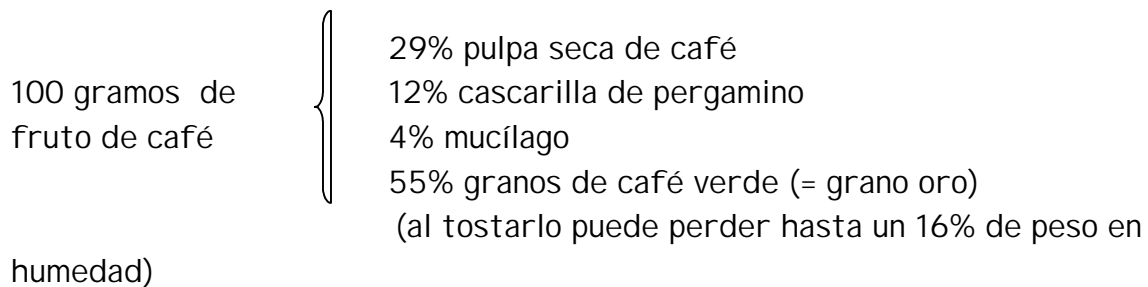 29% pulpa seca de café
100 gramos de
12% cascarilla de pergamino
fruto de café
4% mucílago
55% granos de café verde (= grano oro)
(al tostarlo puede perder hasta un 16% de peso en
humedad)